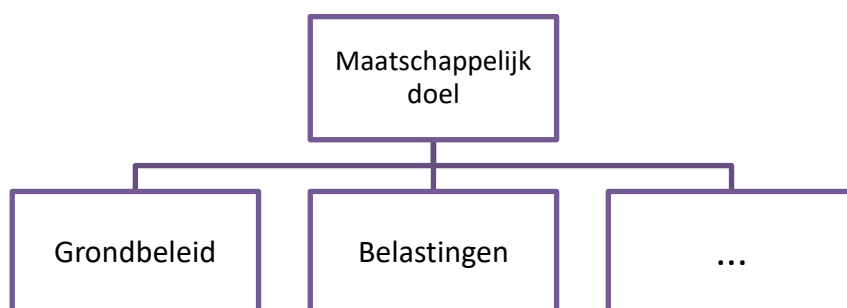 Maatschappelijk
doel
Grondbeleid
Belastingen
...